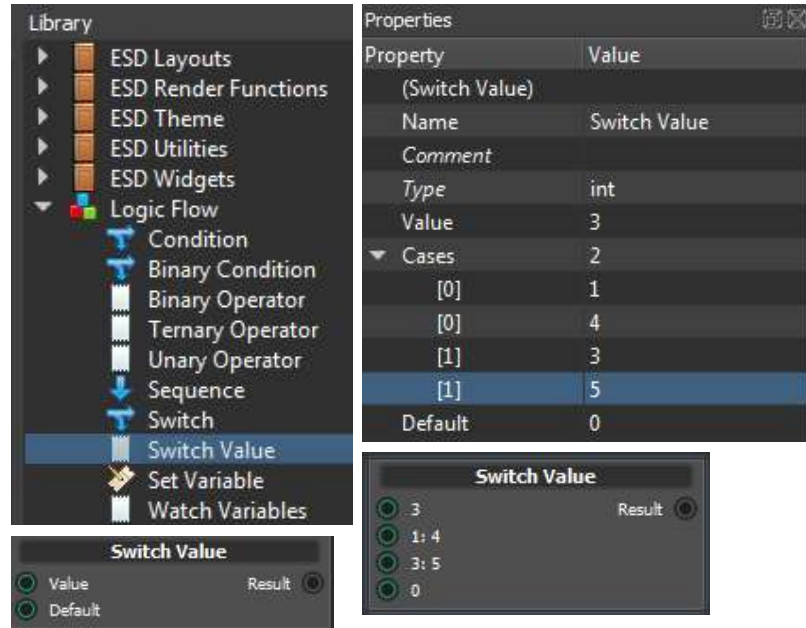 Library
ESD Layouts
ESD Render Functions
ESD Theme
ESD Utilities
ESD Widgets
Logic Flow
Condition
Binary Condition
Binary Operator
Ternary Operator
Unary Operator
Sequence
Switch
Switch Value
Set Variable
Watch Variables
Switch Value
Value Result
Default
Properties
Property Value
(Switch Value)
Name Switch Value
Comment
Type int
Value 3
Cases 2
[0] 1
[0] 4
[1] 3
[1] 5
Default 0
Switch Value
3 Result
1: 4
3: 5
0